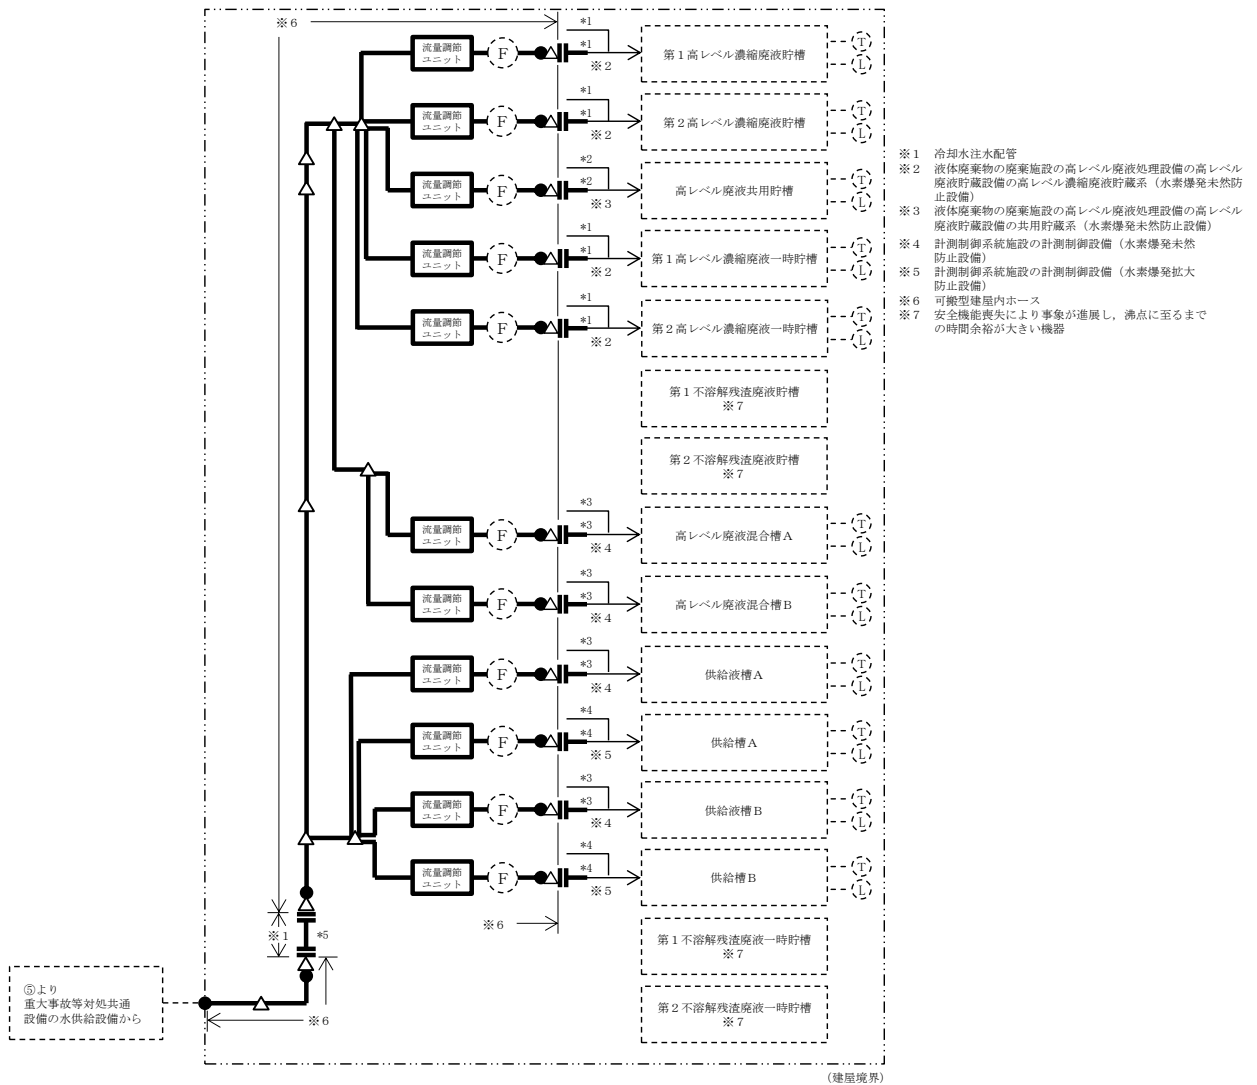 ※6
*1
流量調節
ユニット
F
*1
※2
第1高レベル濃縮廃液貯槽
T
L
*1
流量調節
ユニット
F
*1
※2
第2高レベル濃縮廃液貯槽
T
L
*2
流量調節
ユニット
F
*2
※3
高レベル廃液共用貯槽
T
L
*1
流量調節
ユニット
F
*1
※2
第1高レベル濃縮廃液一時貯槽
T
L
*1
流量調節
ユニット
F
*1
※2
第2高レベル濃縮廃液一時貯槽
T
L
第1不溶解残渣廃液貯槽
※7
第2不溶解残渣廃液貯槽
※7
*3
流量調節
ユニット
F
*3
※4
高レベル廃液混合槽A
T
L
*3
流量調節
ユニット
F
*3
※4
高レベル廃液混合槽B
T
L
*3
流量調節
ユニット
F
*3
※4
供給液槽A
T
L
*4
流量調節
ユニット
F
*4
※5
供給槽A
T
L
*3
流量調節
ユニット
F
*3
※4
供給液槽B
T
L
*4
流量調節
ユニット
F
*4
※5
供給槽B
T
L
※6
※1
*5
第1不溶解残渣廃液一時貯槽
※7
第2不溶解残渣廃液一時貯槽
※7
⑤より
重大事故等対処共通
設備の水供給設備から
※6
(建屋境界)
※1 冷却水注水配管
※2 液体廃棄物の廃棄施設の高レベル廃液処理設備の高レベル
廃液貯蔵設備の高レベル濃縮廃液貯蔵系(水素爆発未然防
止設備)
※3 液体廃棄物の廃棄施設の高レベル廃液処理設備の高レベル
廃液貯蔵設備の共用貯蔵系(水素爆発未然防止設備)
※4 計測制御系統施設の計測制御設備(水素爆発未然
防止設備)
※5 計測制御系統施設の計測制御設備(水素爆発拡大
防止設備)
※6 可搬型建屋内ホース
※7 安全機能喪失により事象が進展し,沸点に至るまで
の時間余裕が大きい機器